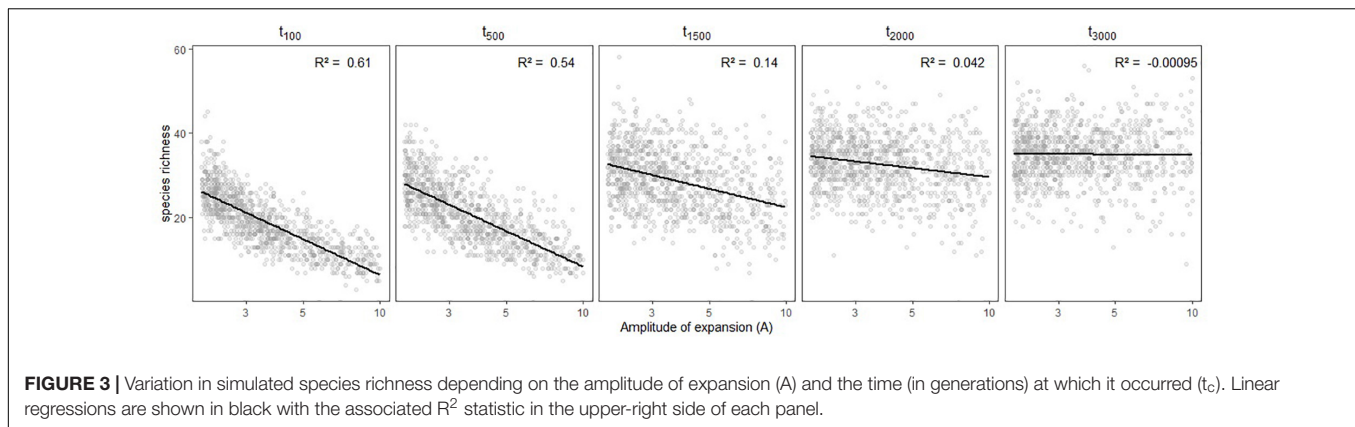 t100 t500 t1500 t2000 t3000
R² = 0.61 R² = 0.54 R² = 0.14 R² = 0.042 R² = -0.00095
60
40
20
species richness
3 5 10 3 5 10 3 5 10 3 5 10 3 5 10
Amplitude of expansion (A)
FIGURE 3 | Variation in simulated species richness depending on the amplitude of expansion (A) and the time (in generations) at which it occurred (tc). Linear
regressions are shown in black with the associated R² statistic in the upper-right side of each panel.